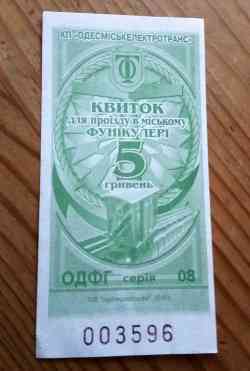 КП «ОДЕСМІСЬКЕЛЕКТРОТРАНС»
Ф
КВИТОК
для проїзду в міському
ФУНІКУЛЕРІ
5
гривень
ОДФГ серія 08
003596